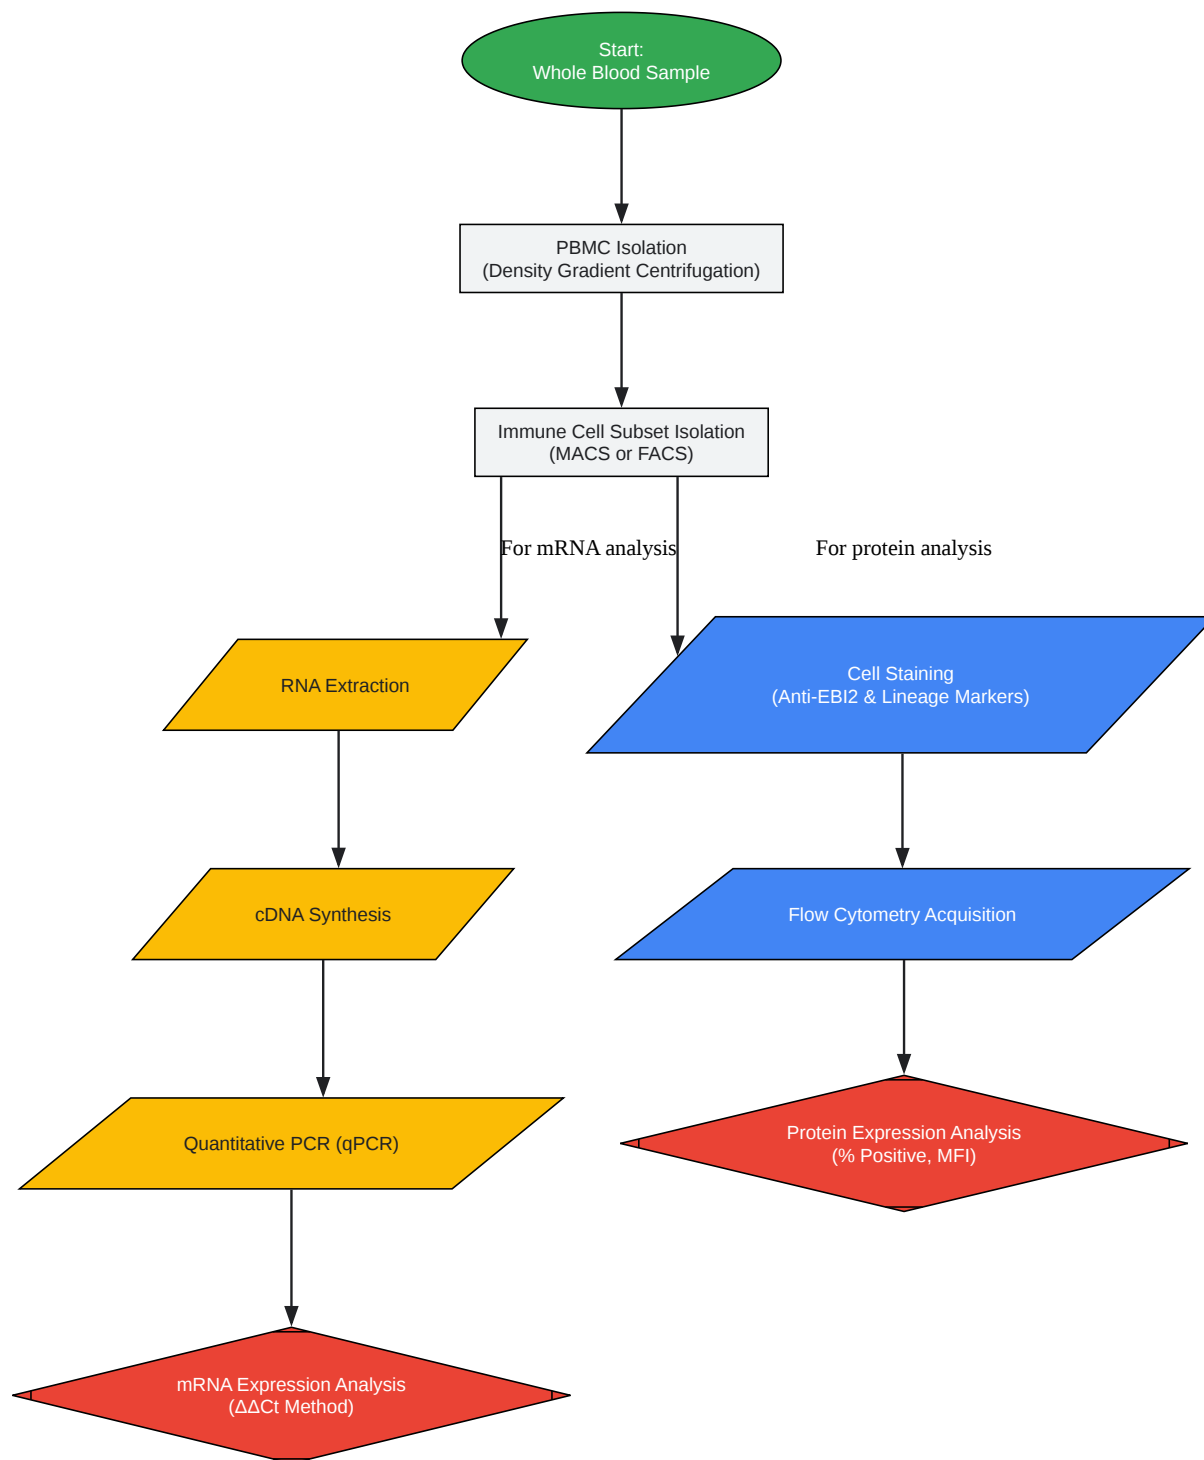 Start:
Whole Blood Sample
PBMC Isolation
(Density Gradient Centrifugation)
Immune Cell Subset Isolation
(MACS or FACS)
For mRNA analysis
For protein analysis
RNA Extraction
Cell Staining
(Anti-EBI2 & Lineage Markers)
cDNA Synthesis
Flow Cytometry Acquisition
Quantitative PCR (qPCR)
Protein Expression Analysis
(% Positive, MFI)
mRNA Expression Analysis
(ΔΔCt Method)